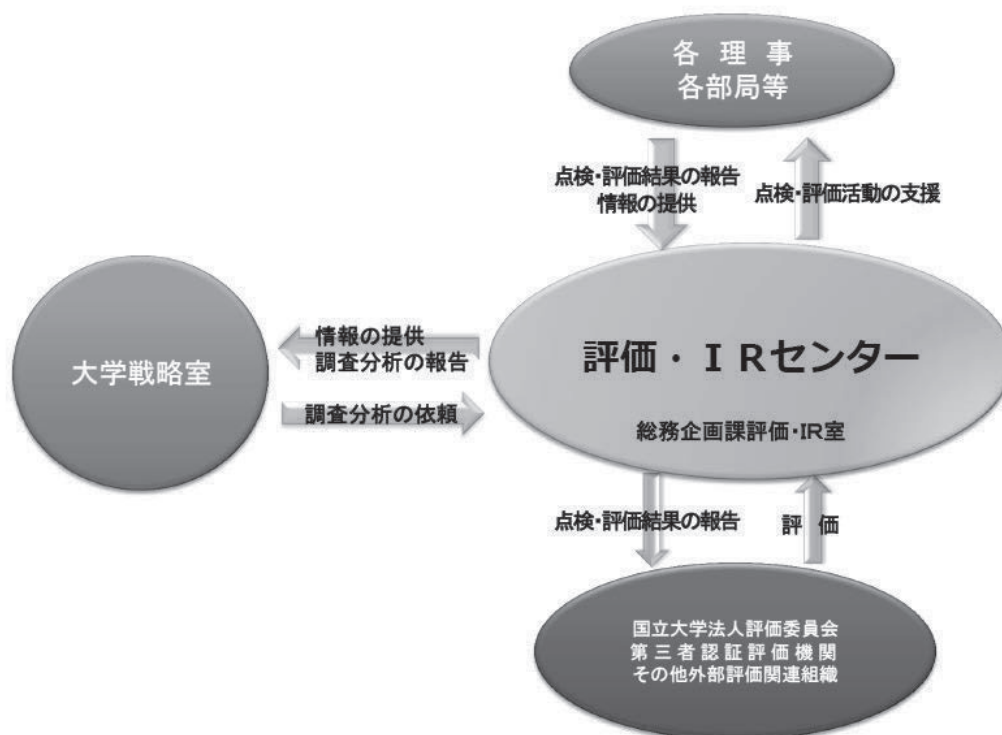 各理事
各部局等
点検・評価結果の報告
情報の提供
点検・評価活動の支援
大学戦略室
情報の提供
調査分析の報告
調査分析の依頼
評価・ＩＲセンター
総務企画課評価・IR室
点検・評価結果の報告
評価
国立大学法人評価委員会
第三者認証評価機関
その他外部評価関連組織